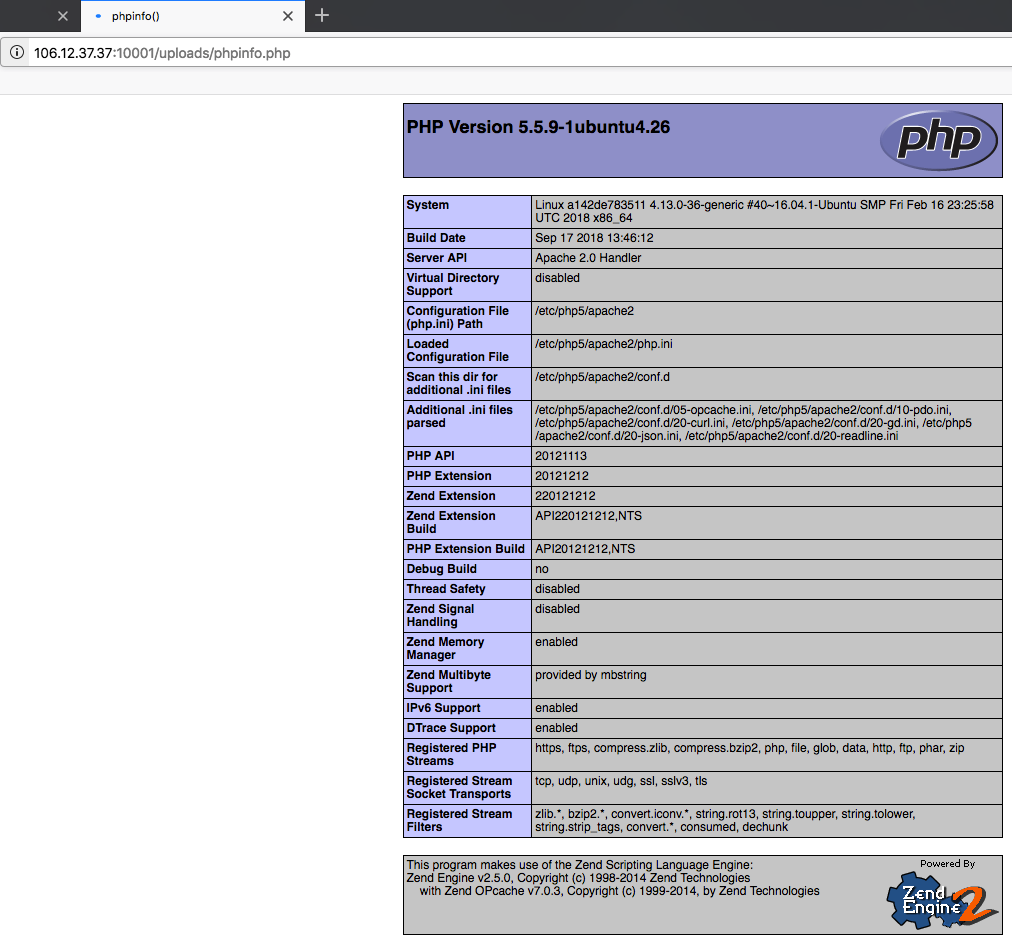 phpinfo()
106.12.37.37:10001/uploads/phpinfo.php
PHP Version 5.5.9-1ubuntu4.26
php
System
Linux a142de783511 4.13.0-36-generic #40~16.04.1-Ubuntu SMP Fri Feb 16 23:25:58
UTC 2018 x86_64
Build Date
Sep 17 2018 13:46:12
Server API
Apache 2.0 Handler
Virtual Directory
Support
disabled
Configuration File
(php.ini) Path
/etc/php5/apache2
Loaded
Configuration File
/etc/php5/apache2/php.ini
Scan this dir for
additional .ini files
/etc/php5/apache2/conf.d
Additional .ini files
parsed
/etc/php5/apache2/conf.d/05-opcache.ini, /etc/php5/apache2/conf.d/10-pdo.ini,
/etc/php5/apache2/conf.d/20-curl.ini, /etc/php5/apache2/conf.d/20-gd.ini, /etc/php5
/apache2/conf.d/20-json.ini, /etc/php5/apache2/conf.d/20-readline.ini
PHP API
20121113
PHP Extension
20121212
Zend Extension
220121212
Zend Extension
Build
API220121212,NTS
PHP Extension Build
API20121212,NTS
Debug Build
no
Thread Safety
disabled
Zend Signal
Handling
disabled
Zend Memory
Manager
enabled
Zend Multibyte
Support
provided by mbstring
IPv6 Support
enabled
DTrace Support
enabled
Registered PHP
Streams
https, ftps, compress.zlib, compress.bzip2, php, file, glob, data, http, ftp, phar, zip
Registered Stream
Socket Transports
tcp, udp, unix, udg, ssl, sslv3, tls
Registered Stream
Filters
zlib.*, bzip2.*, convert.iconv.*, string.rot13, string.toupper, string.tolower,
string.strip_tags, convert.*, consumed, dechunk
This program makes use of the Zend Scripting Language Engine:
Zend Engine v2.5.0, Copyright (c) 1998-2014 Zend Technologies
with Zend OPcache v7.0.3, Copyright (c) 1999-2014, by Zend Technologies
Powered By
Zend
Engine 2